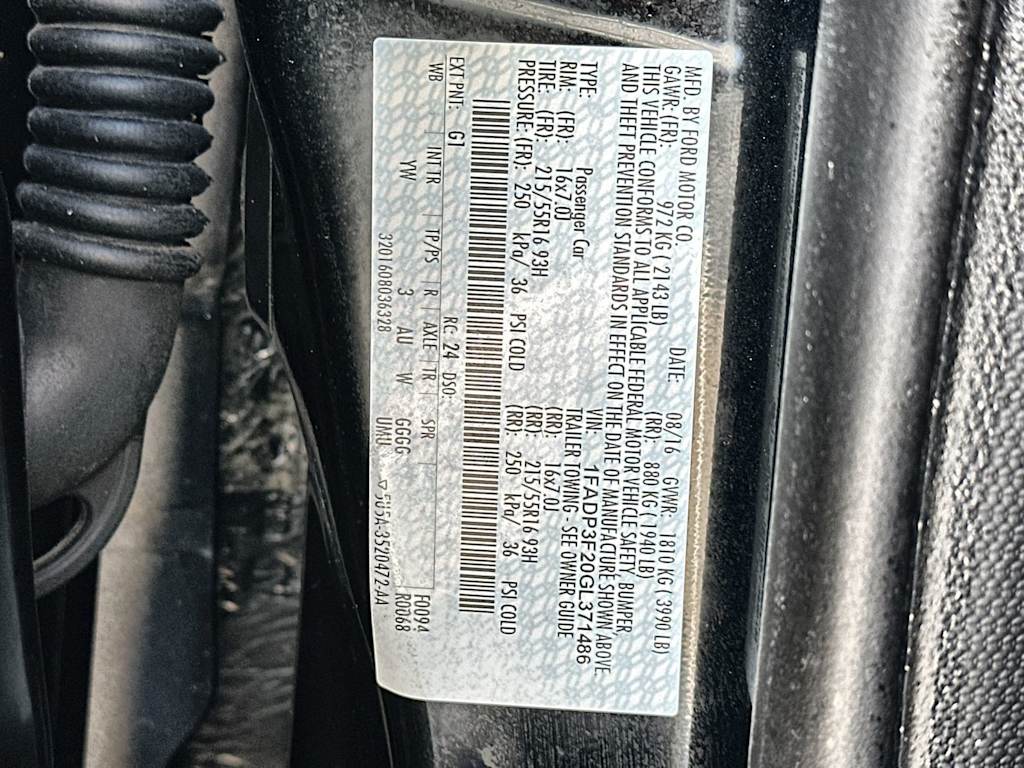 MFD. BY FORD MOTOR CO.
DATE: 08/16 GVWR: 1810 KG ( 3990 LB)
GAWR: (FR): 972 KG ( 2143 LB) (RR): 880 KG ( 1940 LB)
THIS VEHICLE CONFORMS TO ALL APPLICABLE FEDERAL MOTOR VEHICLE SAFETY, BUMPER
AND THEFT PREVENTION STANDARDS IN EFFECT ON THE DATE OF MANUFACTURE SHOWN ABOVE.
VIN: 1FADP3F20GL371486
TYPE: Passenger Car TRAILER TOWING - SEE OWNER GUIDE
RIM: (FR): 16x7.0J (RR): 16x7.0J
TIRE: (FR): 215/55R16 93H (RR): 215/55R16 93H
PRESSURE: (FR): 250 kPa/ 36 PSI COLD (RR): 250 kPa/ 36 PSI COLD
EXT PNT: G1 RC: 24 DSO: F0094
WB INT TR TP/PS R AXLE TR SPR R0068
YW 3 AU W GGGG
3201608036328 UMU 5U5A-3520472-AA